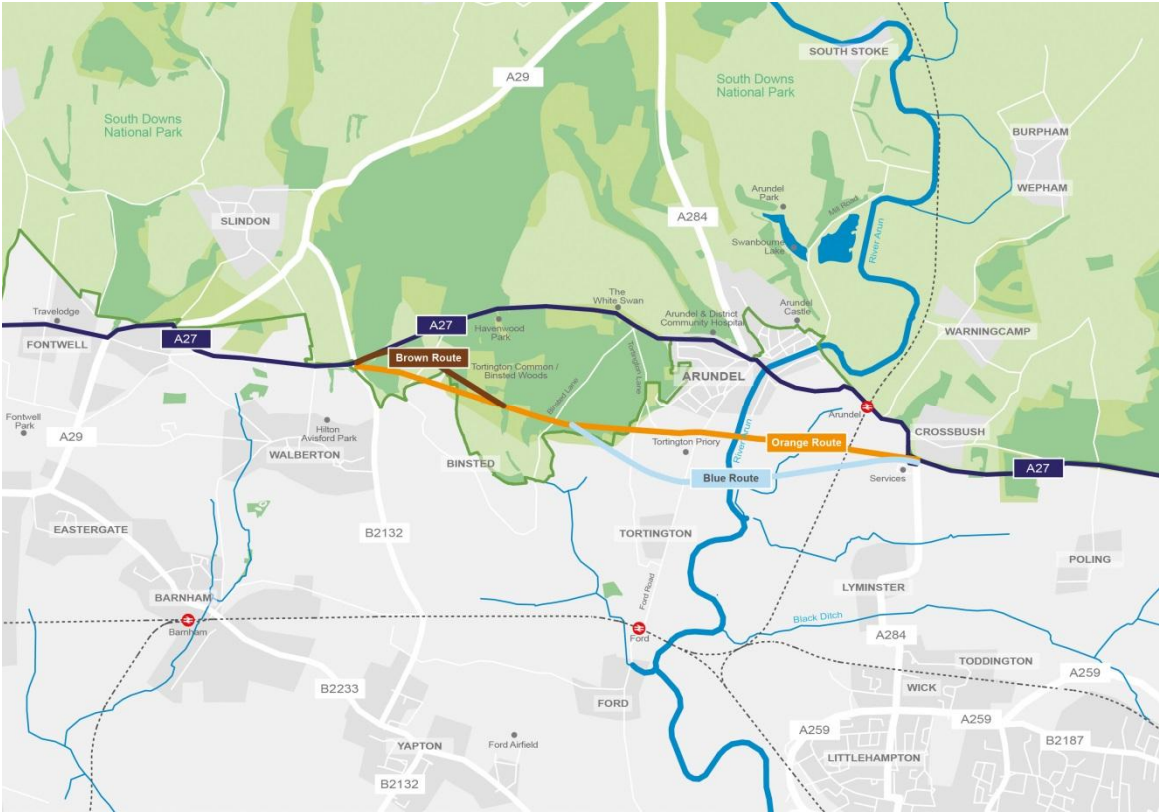 SOUTH STOKE
A29
South Downs
National Park
South Downs
National Park
BURPHAM
WEPHAM
Arundel
Park
Mill Road
SLINDON
A284
Swanbourne
Lake
River Arun
Travelodge
The
White Swan
Arundel & District
Community Hospital
Arundel
Castle
A27
Havenwood
Park
WARNINGCAMP
FONTWELL
A27
Brown Route
Tortington Common /
Binsted Woods
Tortington Lane
ARUNDEL
Binsted Lane
Arundel
Fontwell
Park
A29
Hilton
Avisford Park
WALBERTON
CROSSBUSH
Tortington Priory
River Arun
Orange Route
BINSTED
Blue Route
Services
A27
EASTERGATE
B2132
TORTINGTON
POLING
LYMINSTER
BARNHAM
Ford Road
Barnham
Black Ditch
Ford
A284
TODDINGTON
A259
B2233
WICK
FORD
A259
A259
YAPTON
Ford Airfield
B2187
LITTLEHAMPTON
B2132